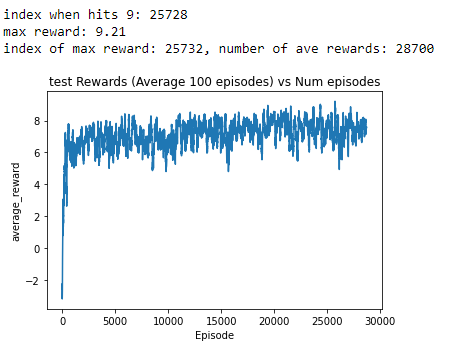 index when hits 9: 25728
max reward: 9.21
index of max reward: 25732, number of ave rewards: 28700
test Rewards (Average 100 episodes) vs Num episodes
8
6
4
2
0
−2
average_reward
0 5000 10000 15000 20000 25000 30000
Episode